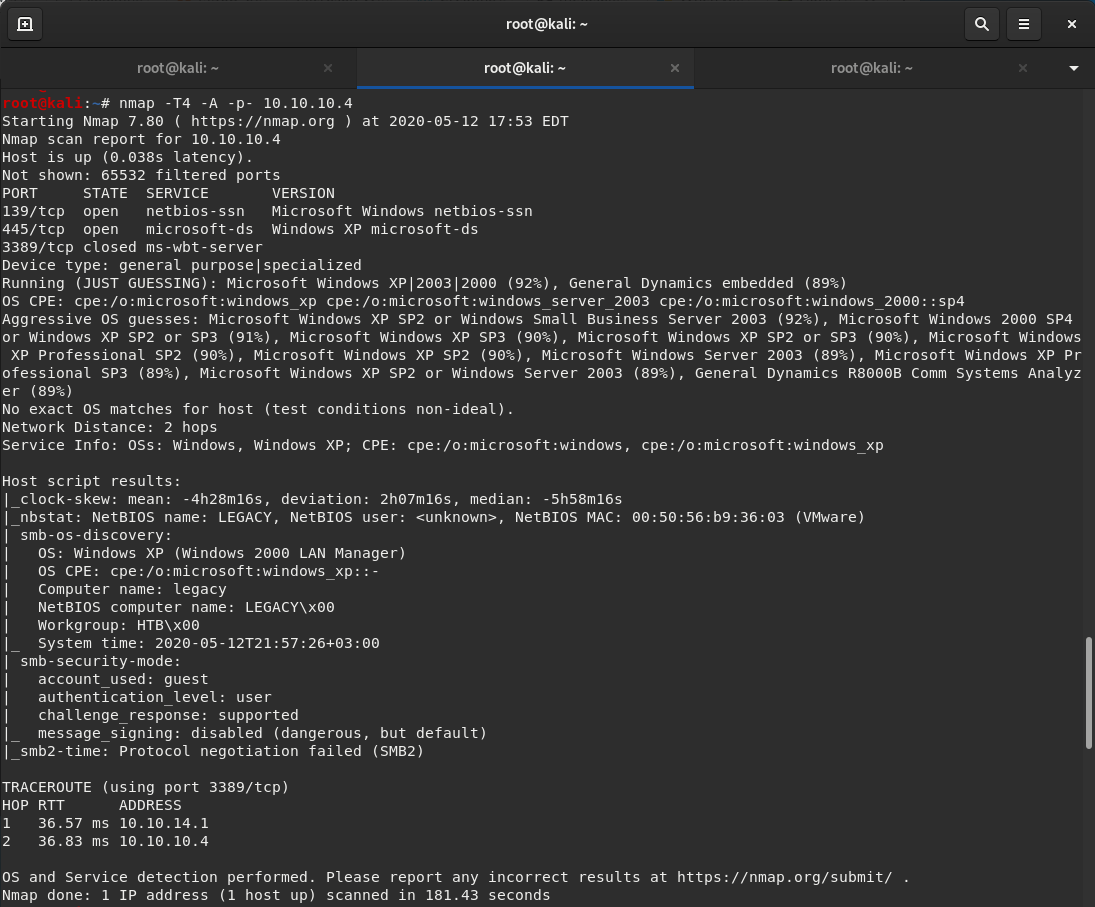 root@kali: ~
root@kali: ~
root@kali: ~
root@kali: ~
root@kali:~# nmap -T4 -A -p- 10.10.10.4
Starting Nmap 7.80 ( https://nmap.org ) at 2020-05-12 17:53 EDT
Nmap scan report for 10.10.10.4
Host is up (0.038s latency).
Not shown: 65532 filtered ports
PORT     STATE  SERVICE       VERSION
139/tcp  open   netbios-ssn   Microsoft Windows netbios-ssn
445/tcp  open   microsoft-ds  Windows XP microsoft-ds
3389/tcp closed ms-wbt-server
Device type: general purpose|specialized
Running (JUST GUESSING): Microsoft Windows XP|2003|2000 (92%), General Dynamics embedded (89%)
OS CPE: cpe:/o:microsoft:windows_xp cpe:/o:microsoft:windows_server_2003 cpe:/o:microsoft:windows_2000::sp4
Aggressive OS guesses: Microsoft Windows XP SP2 or Windows Small Business Server 2003 (92%), Microsoft Windows 2000 SP4
or Windows XP SP2 or SP3 (91%), Microsoft Windows XP SP3 (90%), Microsoft Windows XP SP2 or SP3 (90%), Microsoft Windows
 XP Professional SP2 (90%), Microsoft Windows XP SP2 (90%), Microsoft Windows Server 2003 (89%), Microsoft Windows XP Pr
ofessional SP3 (89%), Microsoft Windows XP SP2 or Windows Server 2003 (89%), General Dynamics R8000B Comm Systems Analyz
er (89%)
No exact OS matches for host (test conditions non-ideal).
Network Distance: 2 hops
Service Info: OSs: Windows, Windows XP; CPE: cpe:/o:microsoft:windows, cpe:/o:microsoft:windows_xp

Host script results:
|_clock-skew: mean: -4h28m16s, deviation: 2h07m16s, median: -5h58m16s
|_nbstat: NetBIOS name: LEGACY, NetBIOS user: <unknown>, NetBIOS MAC: 00:50:56:b9:36:03 (VMware)
| smb-os-discovery:
|   OS: Windows XP (Windows 2000 LAN Manager)
|   OS CPE: cpe:/o:microsoft:windows_xp::-
|   Computer name: legacy
|   NetBIOS computer name: LEGACY\x00
|   Workgroup: HTB\x00
|_  System time: 2020-05-12T21:57:26+03:00
| smb-security-mode:
|   account_used: guest
|   authentication_level: user
|   challenge_response: supported
|_  message_signing: disabled (dangerous, but default)
|_smb2-time: Protocol negotiation failed (SMB2)

TRACEROUTE (using port 3389/tcp)
HOP RTT      ADDRESS
1   36.57 ms 10.10.14.1
2   36.83 ms 10.10.10.4

OS and Service detection performed. Please report any incorrect results at https://nmap.org/submit/ .
Nmap done: 1 IP address (1 host up) scanned in 181.43 seconds